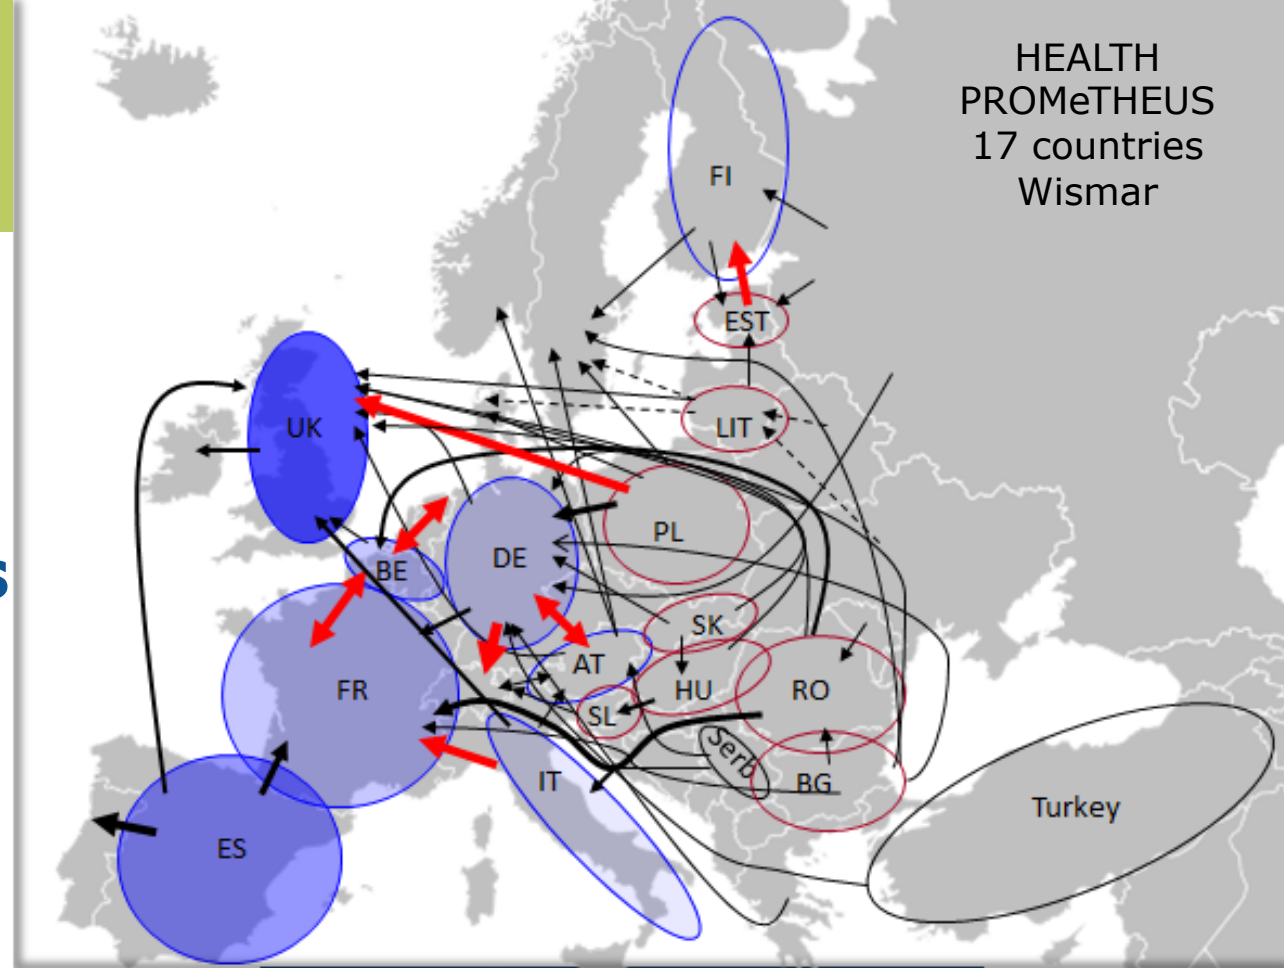 HEALTH
PROMeTHEUS
17 countries
Wismar
FI
EST
LIT
UK
PL
DE
BE
s
SK
AT
HU
RO
FR
SL
Serb
IT
BG
Turkey
ES